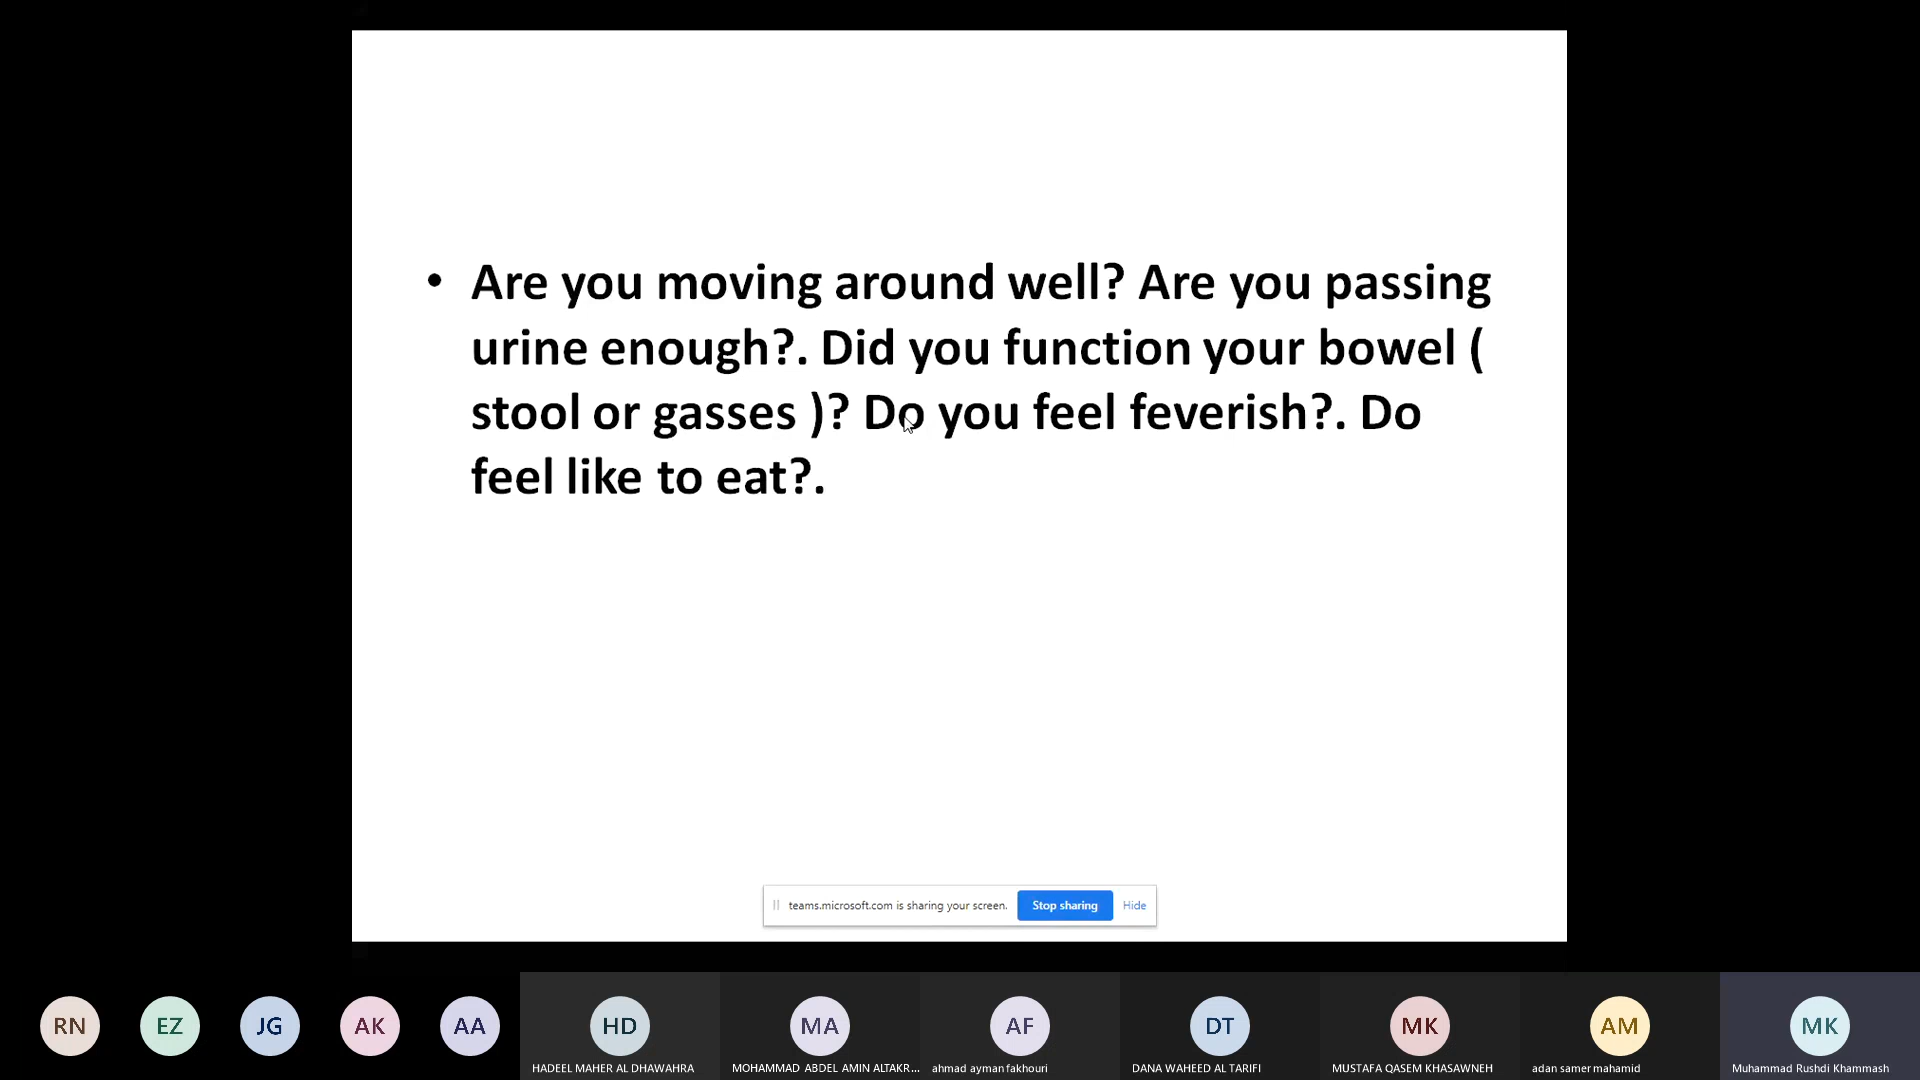 • Are you moving around well? Are you passing
urine enough?. Did you function your bowel (
stool or gasses )? Do you feel feverish?. Do
feel like to eat?.
teams.microsoft.com is sharing your screen. Stop sharing Hide
RN EZ JG AK AA HD MA AF DT MK AM MK
HADEEL MAHER AL DHAWAHRA MOHAMMAD ABDEL AMIN ALTAKR... ahmad ayman fakhouri DANA WAHEED AL TARIFI MUSTAFA QASEM KHASAWNEH adan samer mahamid Muhammad Rushdi Khammash